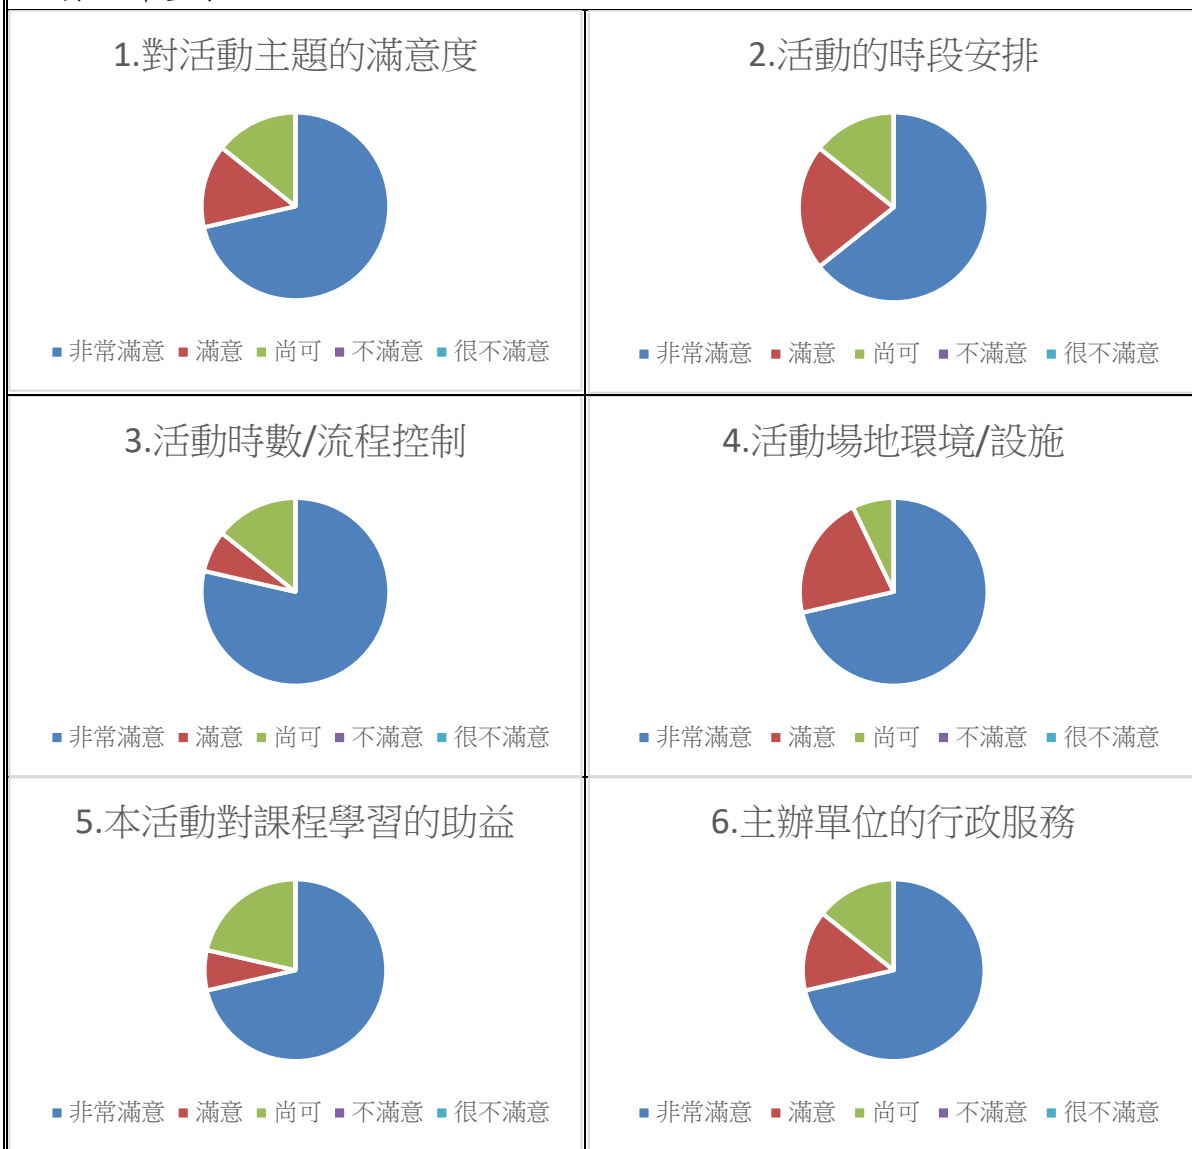 1.對活動主題的滿意度
非常滿意 滿意 尚可 不滿意 很不滿意
2.活動的時段安排
非常滿意 滿意 尚可 不滿意 很不滿意
3.活動時數/流程控制
非常滿意 滿意 尚可 不滿意 很不滿意
4.活動場地環境/設施
非常滿意 滿意 尚可 不滿意 很不滿意
5.本活動對課程學習的助益
非常滿意 滿意 尚可 不滿意 很不滿意
6.主辦單位的行政服務
非常滿意 滿意 尚可 不滿意 很不滿意